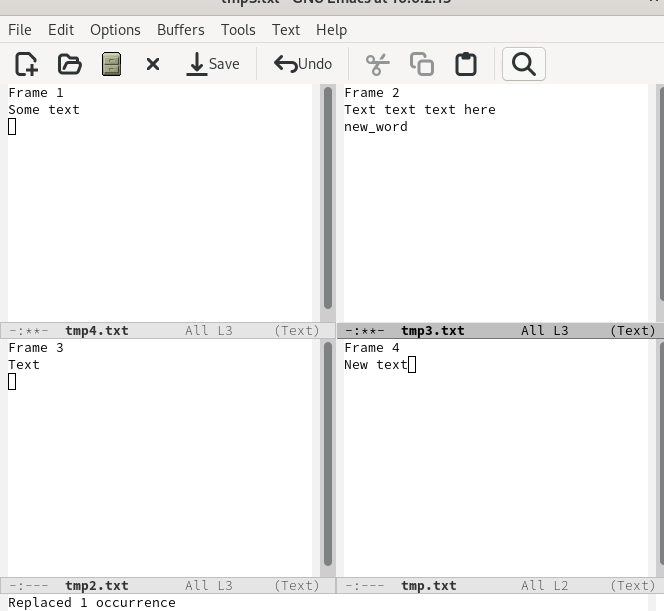 tmp3.txt - GNU Emacs at 10.0.2.15
File Edit Options Buffers Tools Text Help
Save Undo
Frame 1
Some text
-:**- tmp4.txt All L3 (Text)
Frame 2
Text text text here
new_word
-:**- tmp3.txt All L3 (Text)
Frame 3
Text
-:--- tmp2.txt All L3 (Text)
Frame 4
New text
-:--- tmp.txt All L2 (Text)
Replaced 1 occurrence